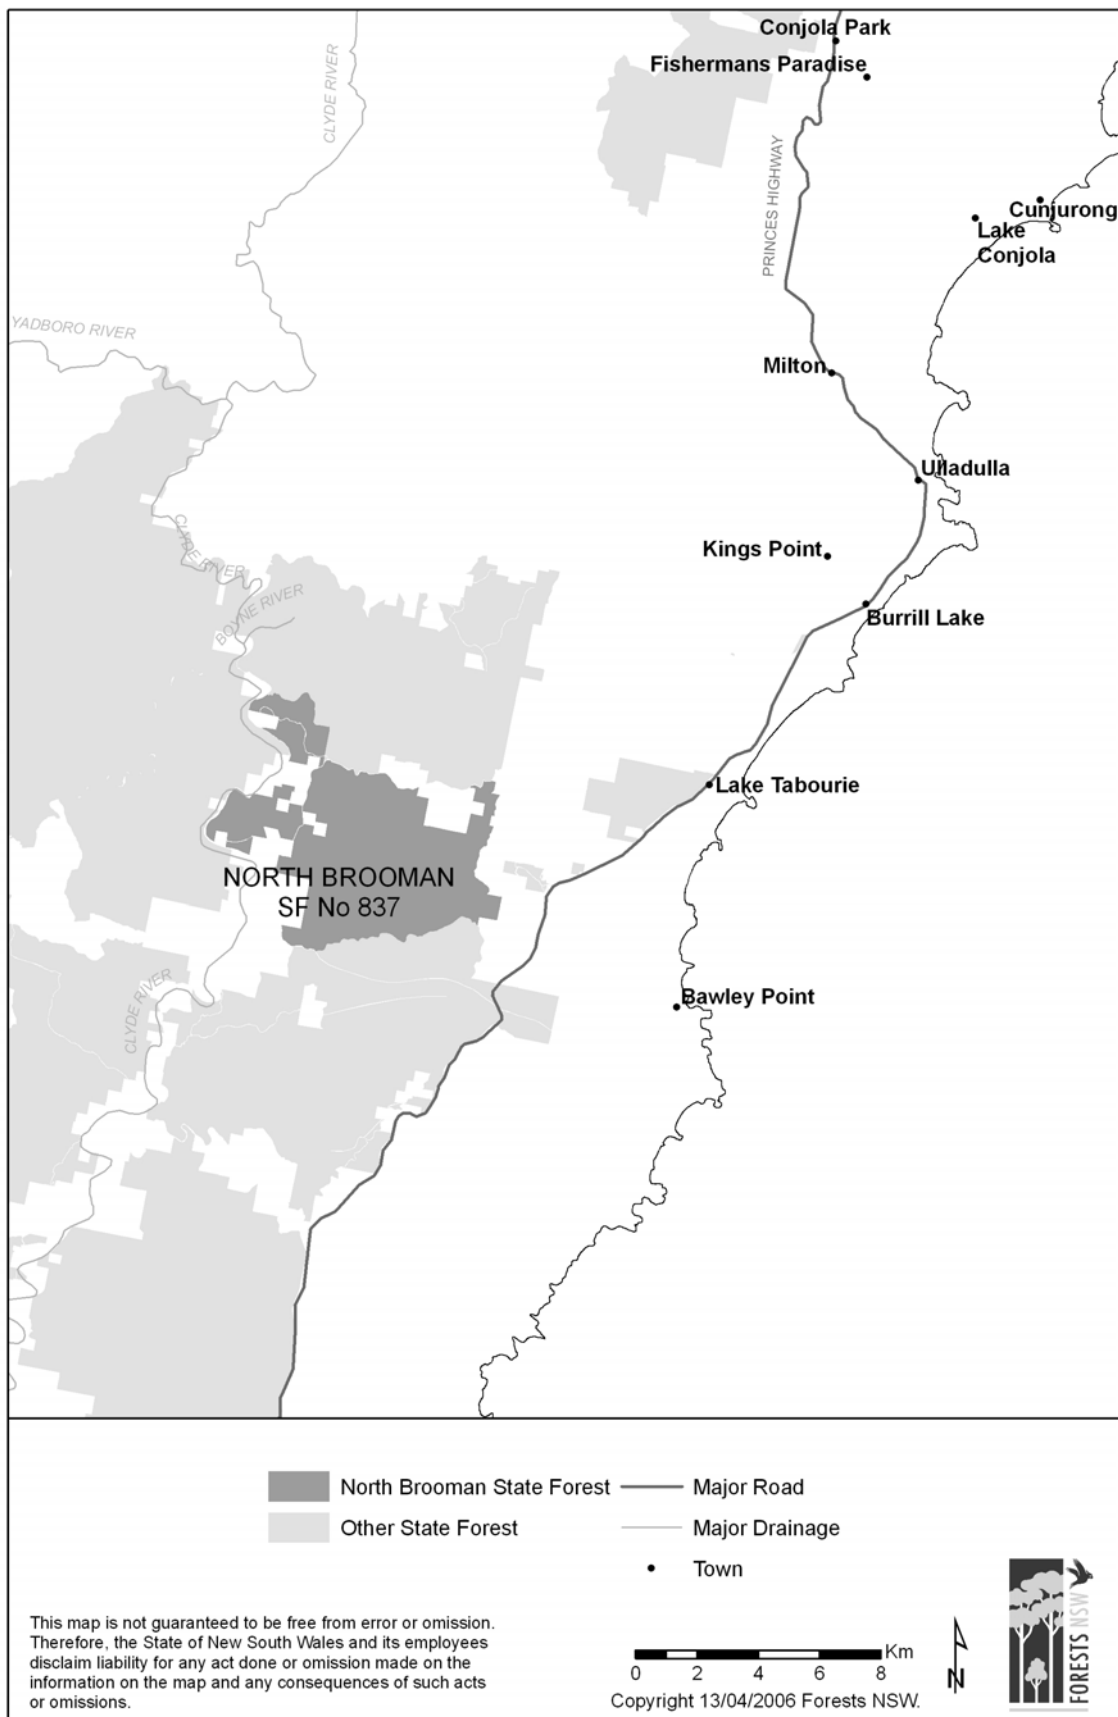 Conjola Park
Fishermans Paradise
CLYDE RIVER
PRINCES HIGHWAY
Cunjurong
Lake
Conjola
YADBORO RIVER
Milton
Ulladulla
CLYDE RIVER
Kings Point
BOYNE RIVER
Burrill Lake
Lake Tabourie
NORTH BROOMAN
SF No 837
CLYDE RIVER
Bawley Point
North Brooman State Forest
Major Road
Other State Forest
Major Drainage
Town
This map is not guaranteed to be free from error or omission.
Therefore, the State of New South Wales and its employees
disclaim liability for any act done or omission made on the
information on the map and any consequences of such acts
or omissions.
Km
0 2 4 6 8
Copyright 13/04/2006 Forests NSW.
N
FORESTS NSW